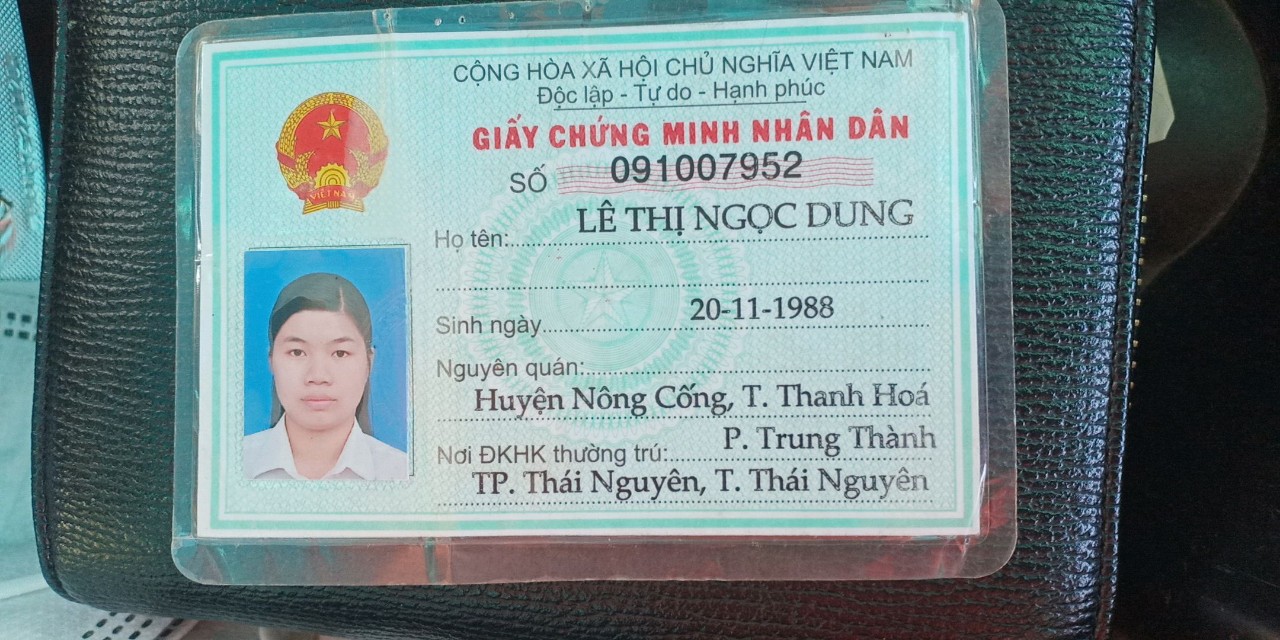 CỘNG HÒA XÃ HỘI CHỦ NGHĨA VIỆT NAM
Độc lập - Tự do - Hạnh phúc
GIẤY CHỨNG MINH NHÂN DÂN
SỐ 091007952
Họ tên: LÊ THỊ NGỌC DUNG
Sinh ngày 20-11-1988
Nguyên quán:
Huyện Nông Cống, T. Thanh Hoá
Nơi ĐKHK thường trú: P. Trung Thành
TP. Thái Nguyên, T. Thái Nguyên
VIỆT NAM